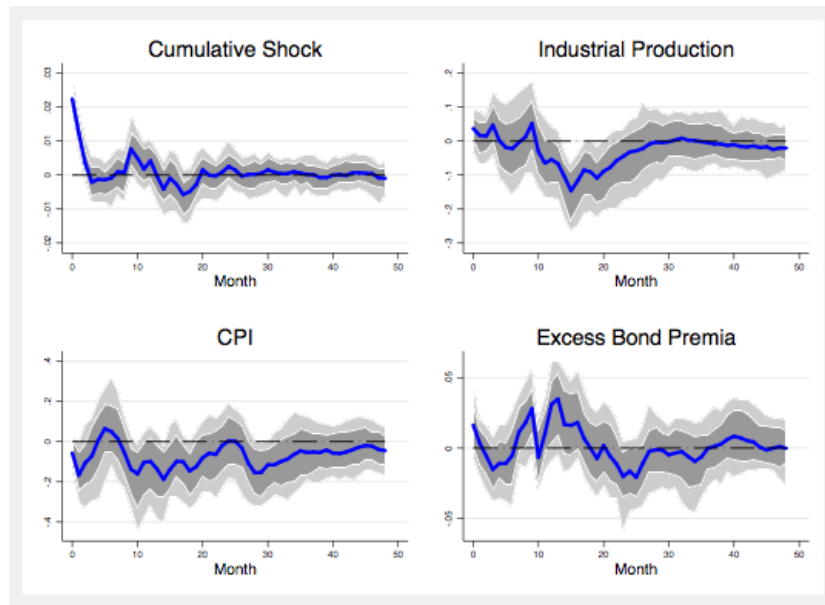 Cumulative Shock
.03
.02
.01
0
-.01
-.02
0 10 20 30 40 50
Month
Industrial Production
.2
.1
0
-.1
-.2
-.3
0 10 20 30 40 50
Month
CPI
.4
.2
0
-.2
-.4
0 10 20 30 40 50
Month
Excess Bond Premia
.05
0
-.05
0 10 20 30 40 50
Month